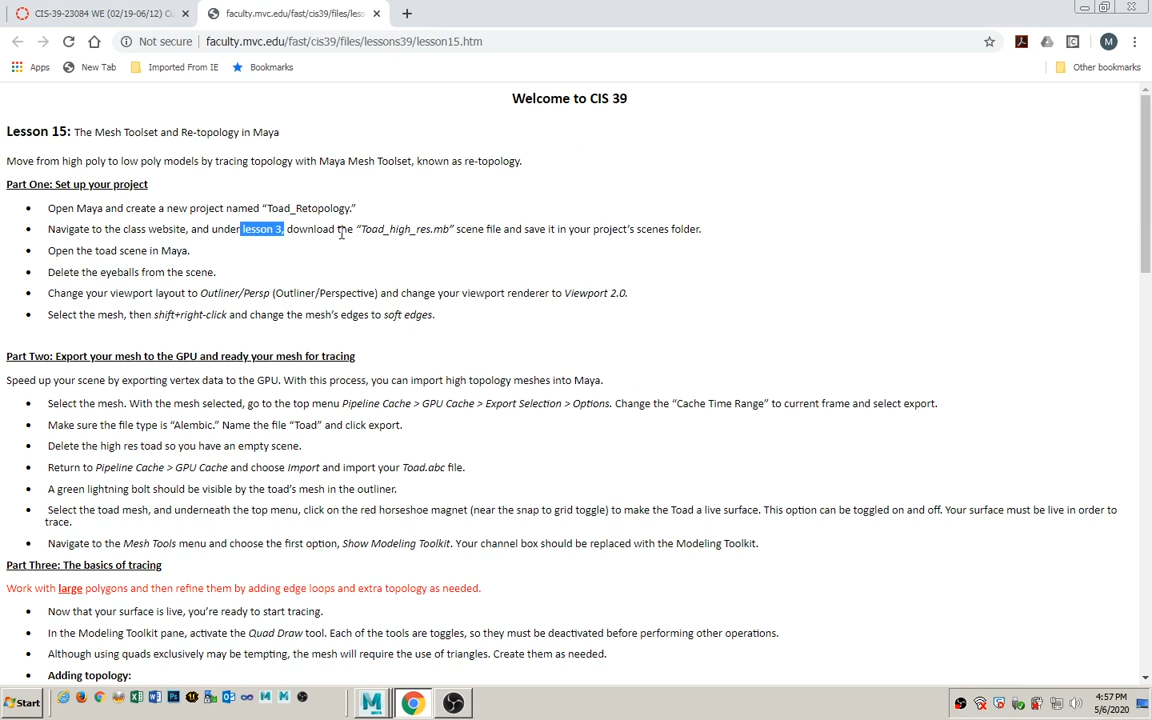 CIS-39-23084 WE (02/19-06/12) Cu
faculty.mvc.edu/fast/cis39/files/less
Not secure
faculty.mvc.edu/fast/cis39/files/lessons39/lesson15.htm
M
Apps
New Tab
Imported From IE
Bookmarks
Other bookmarks
Welcome to CIS 39
Lesson 15: The Mesh Toolset and Re-topology in Maya
Move from high poly to low poly models by tracing topology with Maya Mesh Toolset, known as re-topology.
Part One: Set up your project
• Open Maya and create a new project named “Toad_Retopology.”
• Navigate to the class website, and under lesson 3, download the “Toad_high_res.mb” scene file and save it in your project’s scenes folder.
• Open the toad scene in Maya.
• Delete the eyeballs from the scene.
• Change your viewport layout to Outliner/Persp (Outliner/Perspective) and change your viewport renderer to Viewport 2.0.
• Select the mesh, then shift+right-click and change the mesh’s edges to soft edges.
Part Two: Export your mesh to the GPU and ready your mesh for tracing
Speed up your scene by exporting vertex data to the GPU. With this process, you can import high topology meshes into Maya.
• Select the mesh. With the mesh selected, go to the top menu Pipeline Cache > GPU Cache > Export Selection > Options. Change the “Cache Time Range” to current frame and select export.
• Make sure the file type is “Alembic.” Name the file “Toad” and click export.
• Delete the high res toad so you have an empty scene.
• Return to Pipeline Cache > GPU Cache and choose Import and import your Toad.abc file.
• A green lightning bolt should be visible by the toad’s mesh in the outliner.
• Select the toad mesh, and underneath the top menu, click on the red horseshoe magnet (near the snap to grid toggle) to make the Toad a live surface. This option can be toggled on and off. Your surface must be live in order to
trace.
• Navigate to the Mesh Tools menu and choose the first option, Show Modeling Toolkit. Your channel box should be replaced with the Modeling Toolkit.
Part Three: The basics of tracing
Work with large polygons and then refine them by adding edge loops and extra topology as needed.
• Now that your surface is live, you’re ready to start tracing.
• In the Modeling Toolkit pane, activate the Quad Draw tool. Each of the tools are toggles, so they must be deactivated before performing other operations.
• Although using quads exclusively may be tempting, the mesh will require the use of triangles. Create them as needed.
• Adding topology:
Start
4:57 PM
5/6/2020